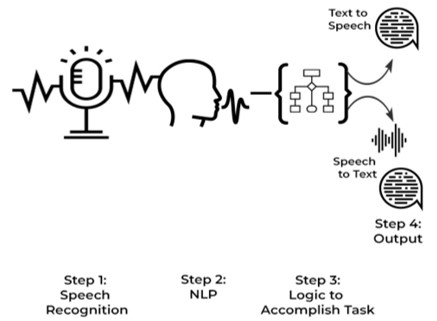 Text to
Speech
Speech
to Text
Step 4:
Output
Step 1:
Speech
Recognition
Step 2:
NLP
Step 3:
Logic to
Accomplish Task